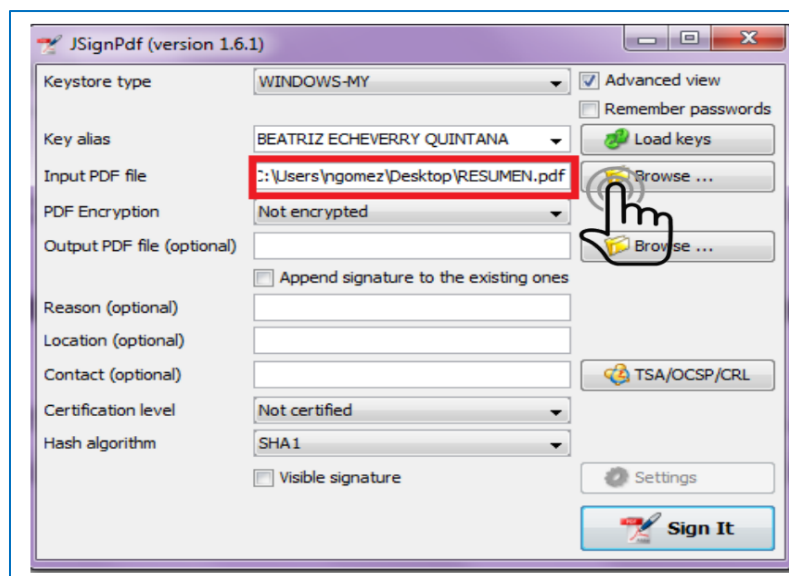 JSignPdf (version 1.6.1)
Keystore type WINDOWS-MY Advanced view
Remember passwords
Key alias BEATRIZ ECHEVERRY QUINTANA Load keys
Input PDF file C:\Users\ngomez\Desktop\RESUMEN.pdf Browse ...
PDF Encryption Not encrypted
Output PDF file (optional) Browse ...
Append signature to the existing ones
Reason (optional)
Location (optional)
Contact (optional) TSA/OCSP/CRL
Certification level Not certified
Hash algorithm SHA1
Visible signature Settings
Sign It